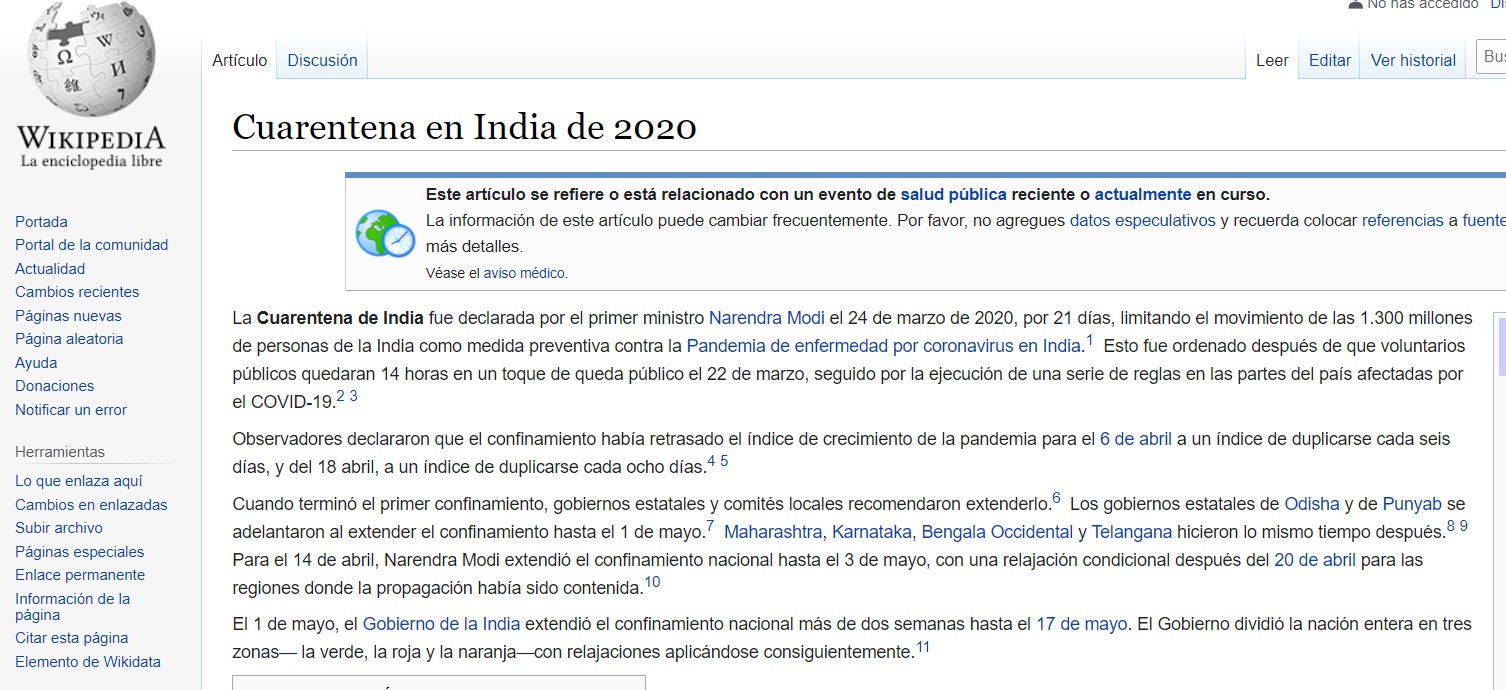 No has accedido
Artículo Discusión Leer Editar Ver historial
WIKIPEDIA
La enciclopedia libre
Portada
Portal de la comunidad
Actualidad
Cambios recientes
Páginas nuevas
Página aleatoria
Ayuda
Donaciones
Notificar un error
Herramientas
Lo que enlaza aquí
Cambios en enlazadas
Subir archivo
Páginas especiales
Enlace permanente
Información de la
página
Citar esta página
Elemento de Wikidata
Cuarentena en India de 2020
Este artículo se refiere o está relacionado con un evento de salud pública reciente o actualmente en curso.
La información de este artículo puede cambiar frecuentemente. Por favor, no agregues datos especulativos y recuerda colocar referencias a fuente
más detalles.
Véase el aviso médico.
La Cuarentena de India fue declarada por el primer ministro Narendra Modi el 24 de marzo de 2020, por 21 días, limitando el movimiento de las 1.300 millones
de personas de la India como medida preventiva contra la Pandemia de enfermedad por coronavirus en India.1 Esto fue ordenado después de que voluntarios
públicos quedaran 14 horas en un toque de queda público el 22 de marzo, seguido por la ejecución de una serie de reglas en las partes del país afectadas por
el COVID-19.2 3
Observadores declararon que el confinamiento había retrasado el índice de crecimiento de la pandemia para el 6 de abril a un índice de duplicarse cada seis
días, y del 18 abril, a un índice de duplicarse cada ocho días.4 5
Cuando terminó el primer confinamiento, gobiernos estatales y comités locales recomendaron extenderlo.6 Los gobiernos estatales de Odisha y de Punyab se
adelantaron al extender el confinamiento hasta el 1 de mayo.7 Maharashtra, Karnataka, Bengala Occidental y Telangana hicieron lo mismo tiempo después.8 9
Para el 14 de abril, Narendra Modi extendió el confinamiento nacional hasta el 3 de mayo, con una relajación condicional después del 20 de abril para las
regiones donde la propagación había sido contenida.10
El 1 de mayo, el Gobierno de la India extendió el confinamiento nacional más de dos semanas hasta el 17 de mayo. El Gobierno dividió la nación entera en tres
zonas— la verde, la roja y la naranja—con relajaciones aplicándose consiguientemente.11